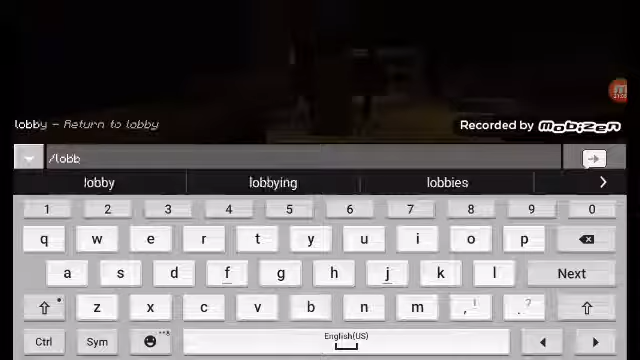 lobby - Return to lobby
Recorded by Mobizen
/lobb
lobby lobbying lobbies
1 2 3 4 5 6 7 8 9 0
q w e r t y u i o p
a s d f g h j k l Next
z x c v b n m , ! . ?
Ctrl Sym English(US)